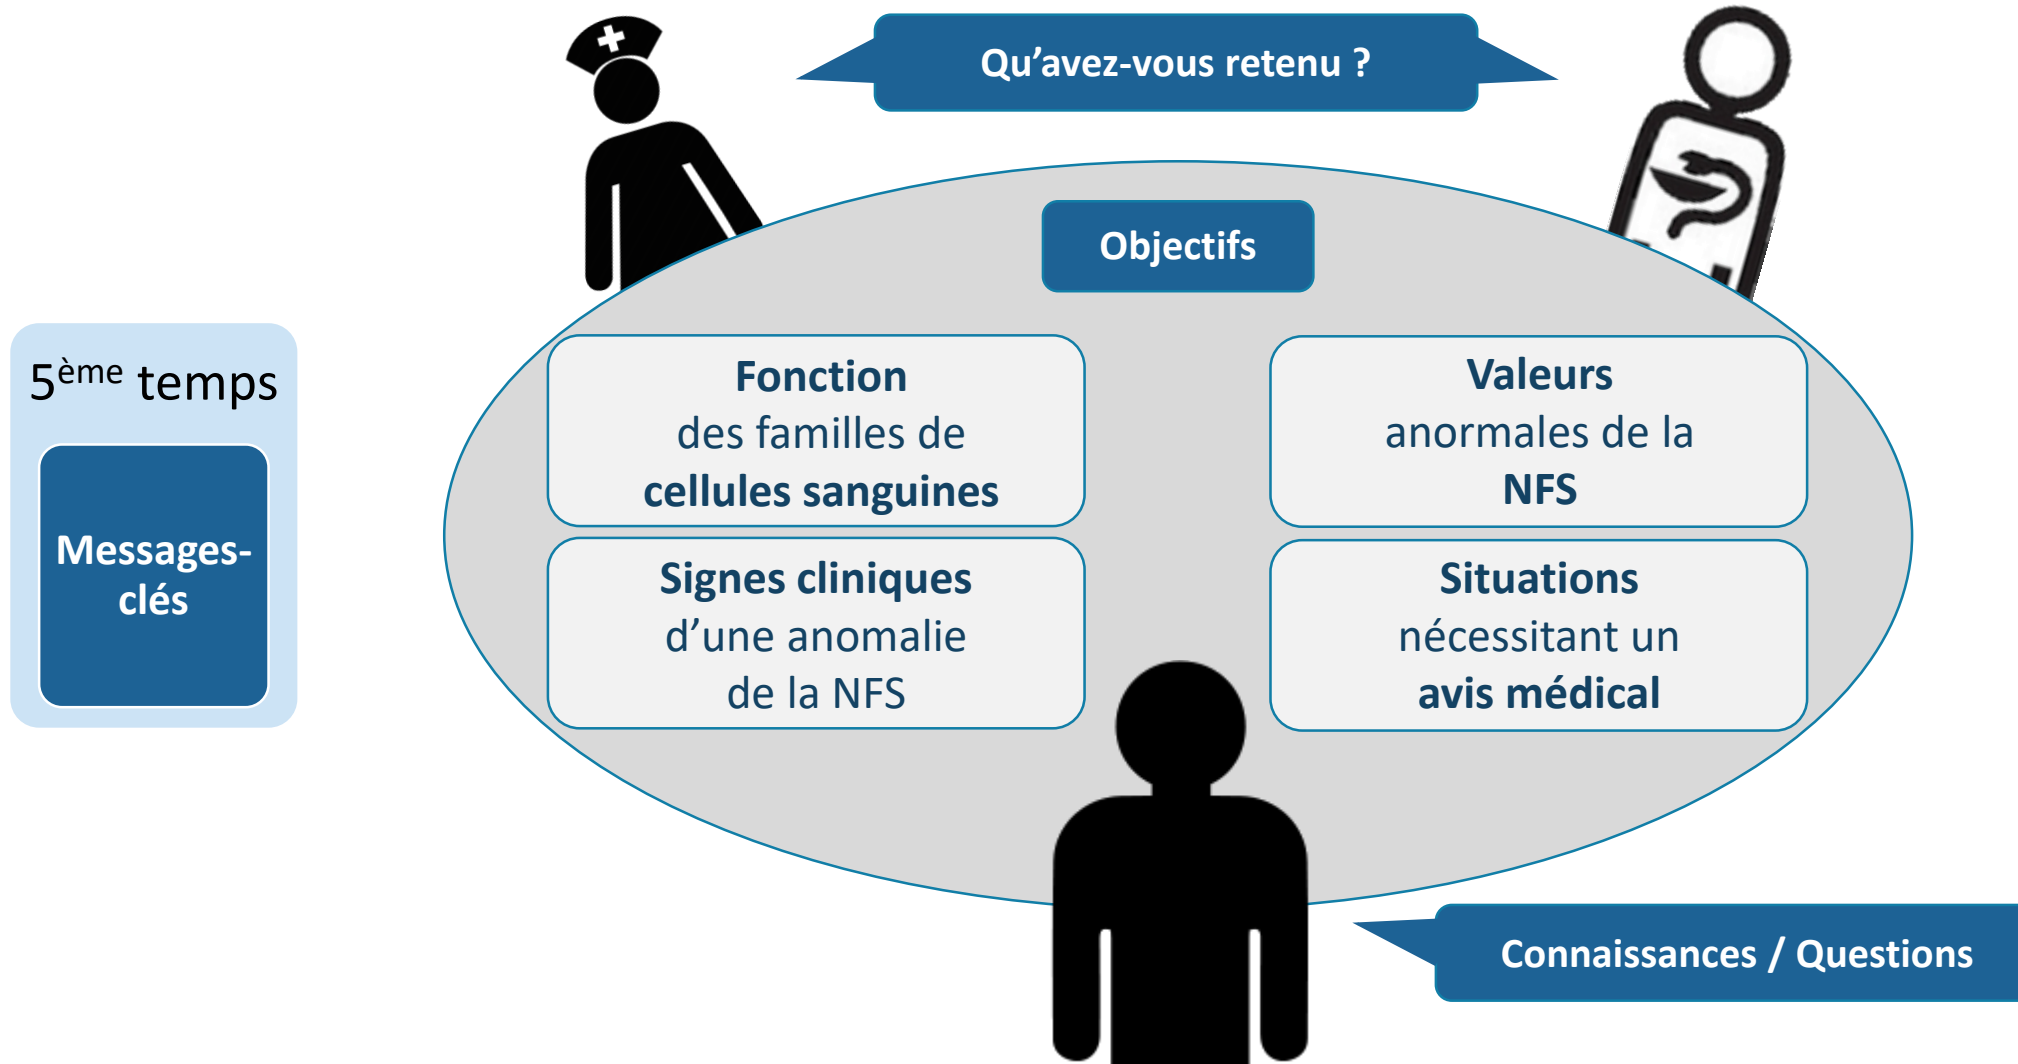 Qu’avez-vous retenu ?
Objectifs
5ème temps
Messages-
clés
Fonction
des familles de
cellules sanguines
Valeurs
anormales de la
NFS
Signes cliniques
d’une anomalie
de la NFS
Situations
nécessitant un
avis médical
Connaissances / Questions